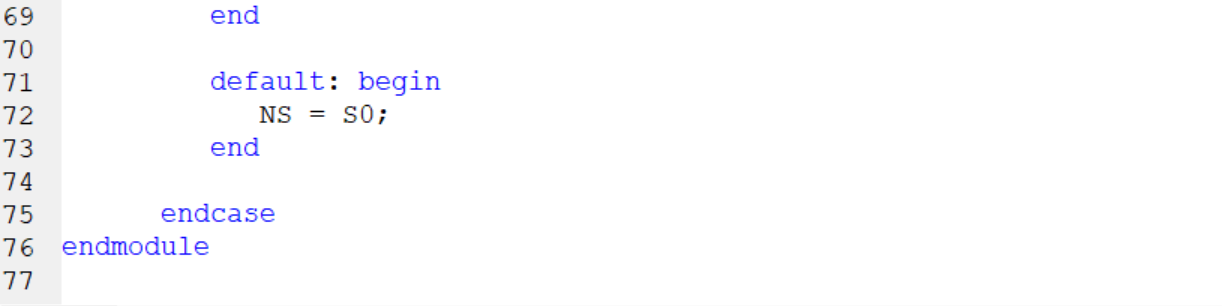 69         end
70
71         default: begin
72            NS = S0;
73         end
74
75      endcase
76 endmodule
77